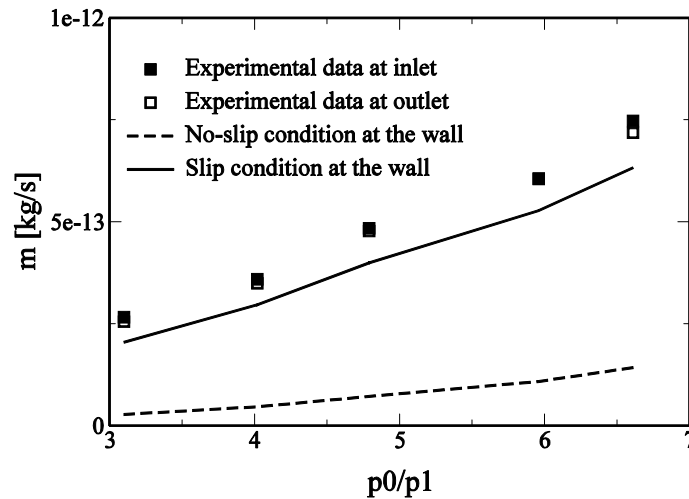 1e-12
Experimental data at inlet
Experimental data at outlet
No-slip condition at the wall
Slip condition at the wall
m [kg/s]
5e-13
0
3 4 5 6 7
p0/p1